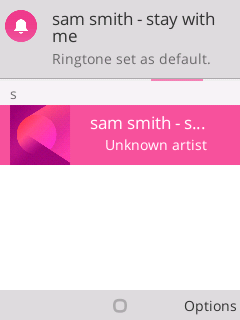 sam smith - stay with
me
Ringtone set as default.
s
sam smith - s...
Unknown artist
Options